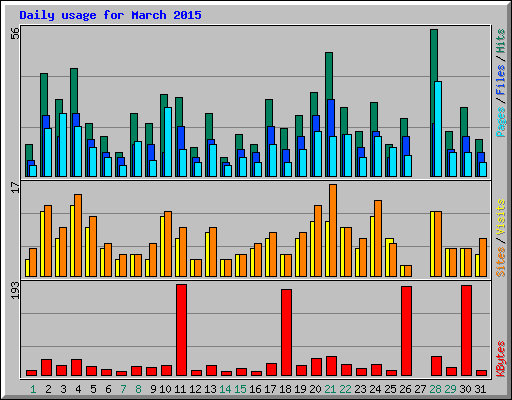 Daily usage for March 2015
56
17
193
Pages / Files / Hits
Sites / Visits
KBytes
1 2 3 4 5 6 7 8 9 10 11 12 13 14 15 16 17 18 19 20 21 22 23 24 25 26 27 28 29 30 31